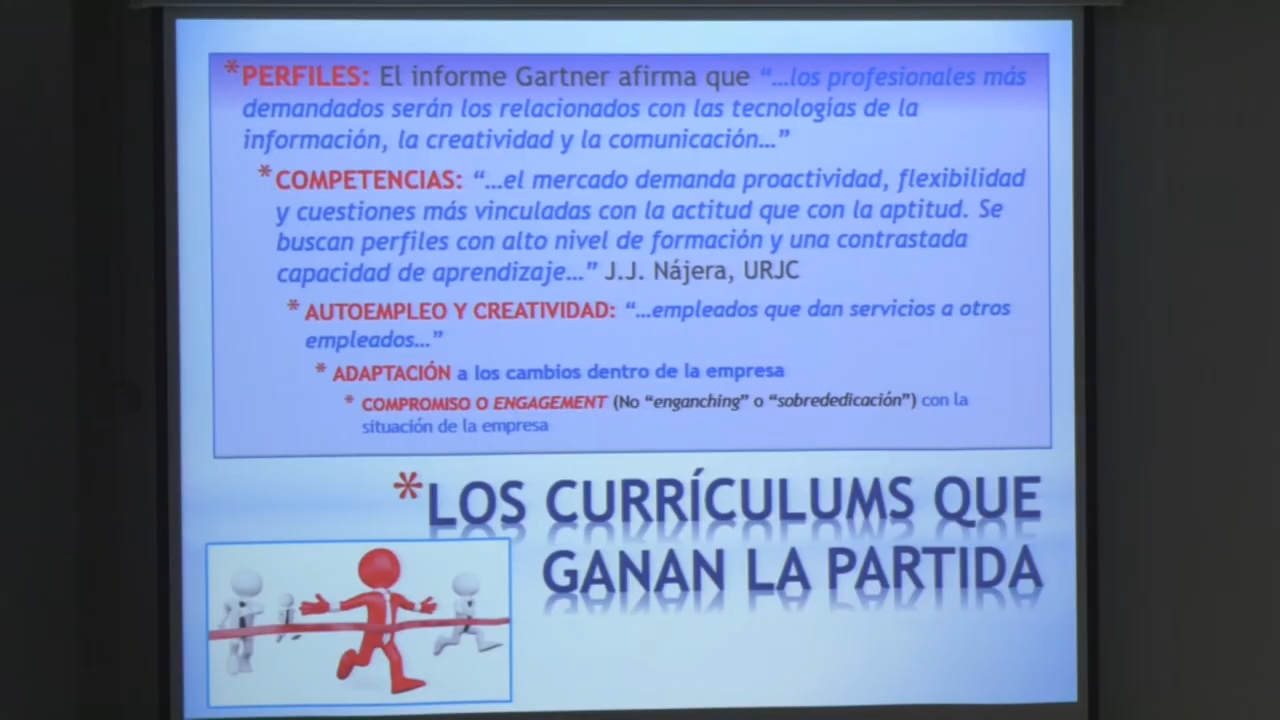 *PERFILES: El informe Gartner afirma que “...los profesionales más
demandados serán los relacionados con las tecnologías de la
información, la creatividad y la comunicación...”
*COMPETENCIAS: “...el mercado demanda proactividad, flexibilidad
y cuestiones más vinculadas con la actitud que con la aptitud. Se
buscan perfiles con alto nivel de formación y una contrastada
capacidad de aprendizaje...” J.J. Nájera, URJC
*AUTOEMPLEO Y CREATIVIDAD: “...empleados que dan servicios a otros
empleados...”
*ADAPTACIÓN a los cambios dentro de la empresa
*COMPROMISO O ENGAGEMENT (No “enganching” o “sobrededicación”) con la
situación de la empresa
*LOS CURRÍCULUMS QUE
GANAN LA PARTIDA